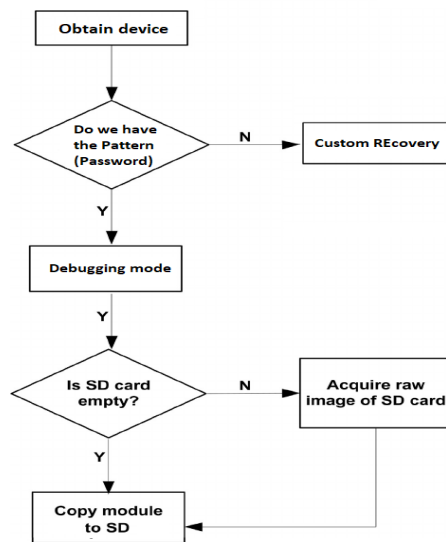 Obtain device
Do we have
the Pattern
(Password)
N
Custom REcovery
Y
Debugging mode
Y
Is SD card
empty?
N
Acquire raw
image of SD card
Y
Copy module
to SD